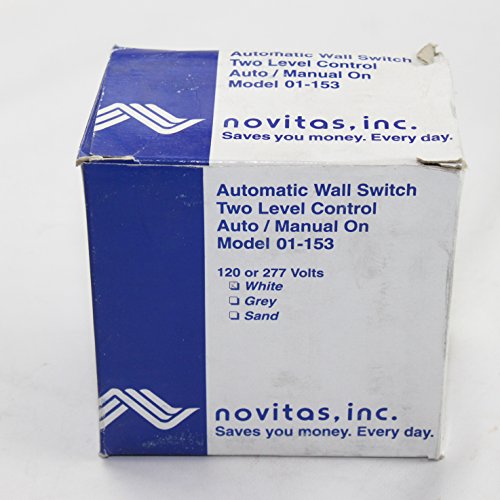 Automatic Wall Switch
Two Level Control
Auto / Manual On
Model 01-153
novitas, inc.
Saves you money. Every day.
Automatic Wall Switch
Two Level Control
Auto / Manual On
Model 01-153
120 or 277 Volts
White
Grey
Sand
novitas, inc.
Saves you money. Every day.